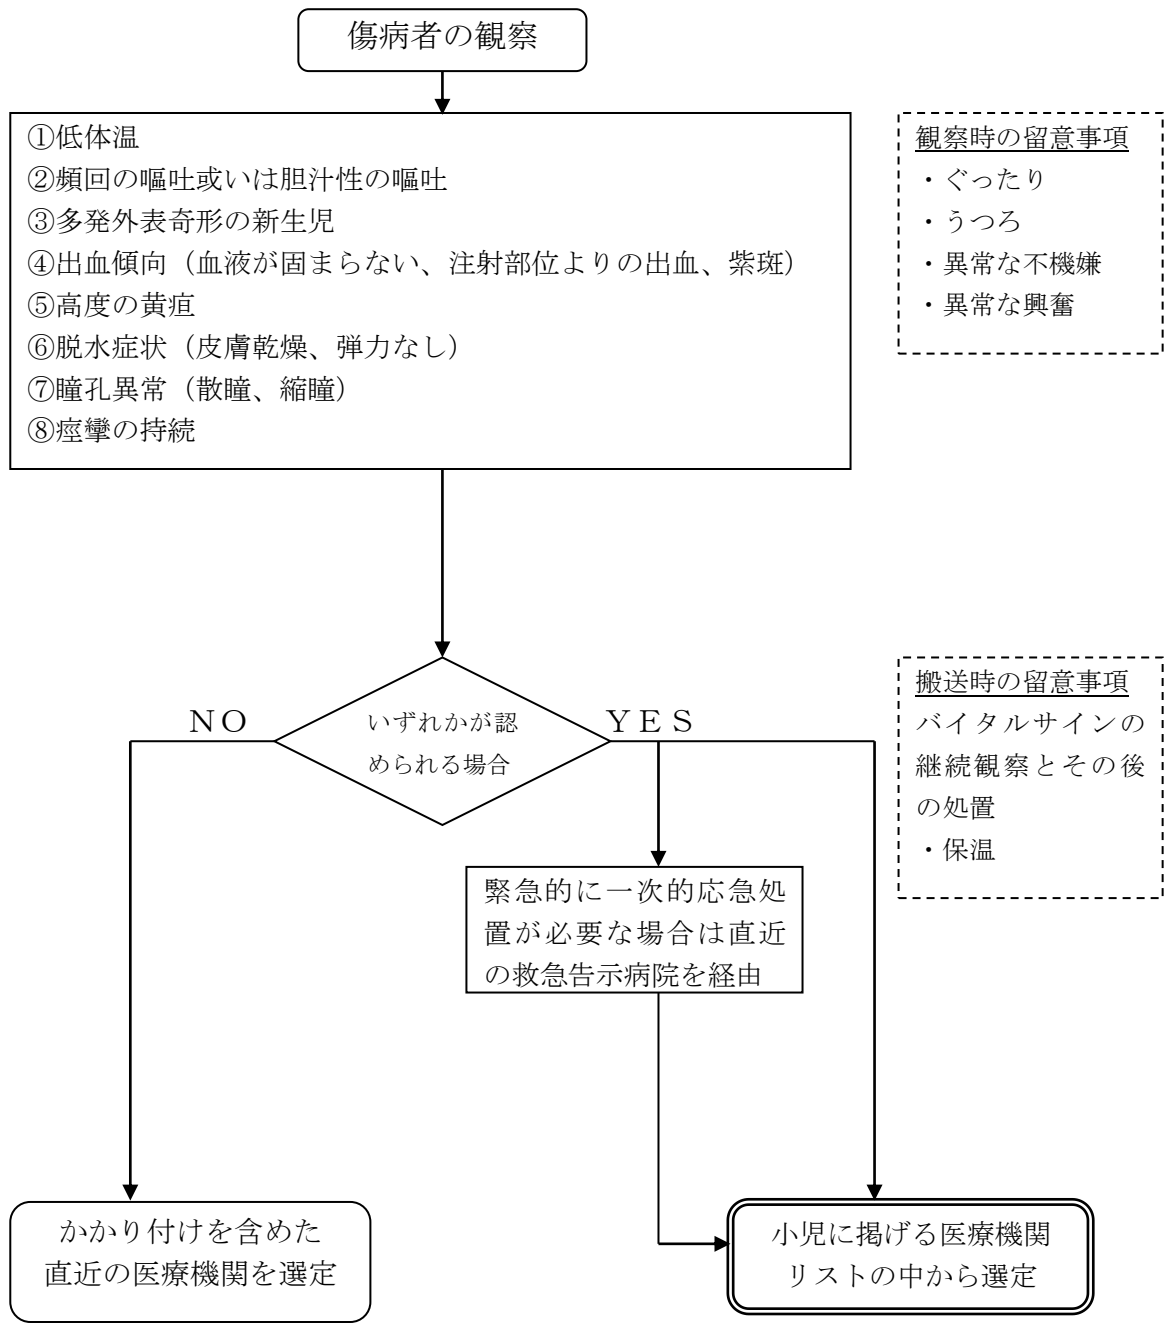 傷病者の観察
①低体温
②頻回の嘔吐或いは胆汁性の嘔吐
③多発外表奇形の新生児
④出血傾向（血液が固まらない、注射部位よりの出血、紫斑）
⑤高度の黄疸
⑥脱水症状（皮膚乾燥、弾力なし）
⑦瞳孔異常（散瞳、縮瞳）
⑧痙攣の持続
観察時の留意事項
・ぐったり
・うつろ
・異常な不機嫌
・異常な興奮
NO
いずれかが認
められる場合
YES
搬送時の留意事項
バイタルサインの
継続観察とその後
の処置
・保温
緊急的に一次的応急処
置が必要な場合は直近
の救急告示病院を経由
かかり付けを含めた
直近の医療機関を選定
小児に掲げる医療機関
リストの中から選定